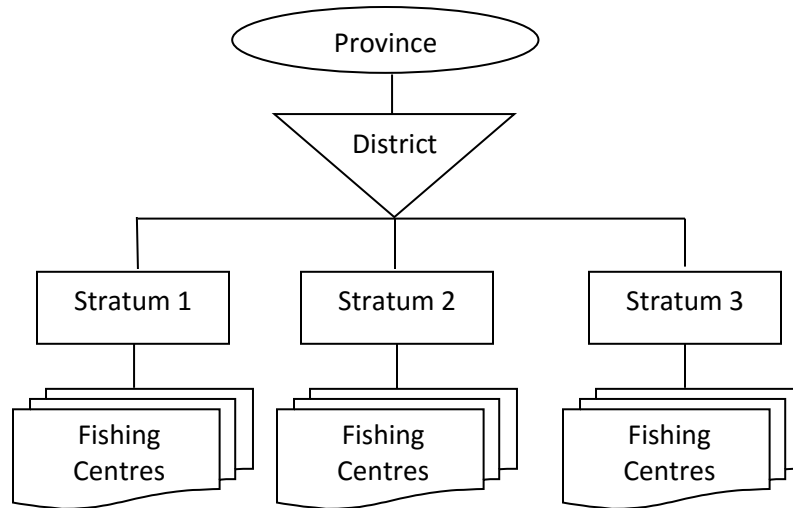 Province
District
Stratum 1
Stratum 2
Stratum 3
Fishing
Centres
Fishing
Centres
Fishing
Centres